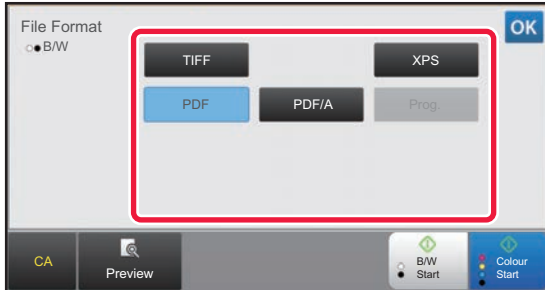 File Format
OK
B/W
TIFF
XPS
PDF
PDF/A
Prog.
CA
Preview
B/W
Start
Colour
Start